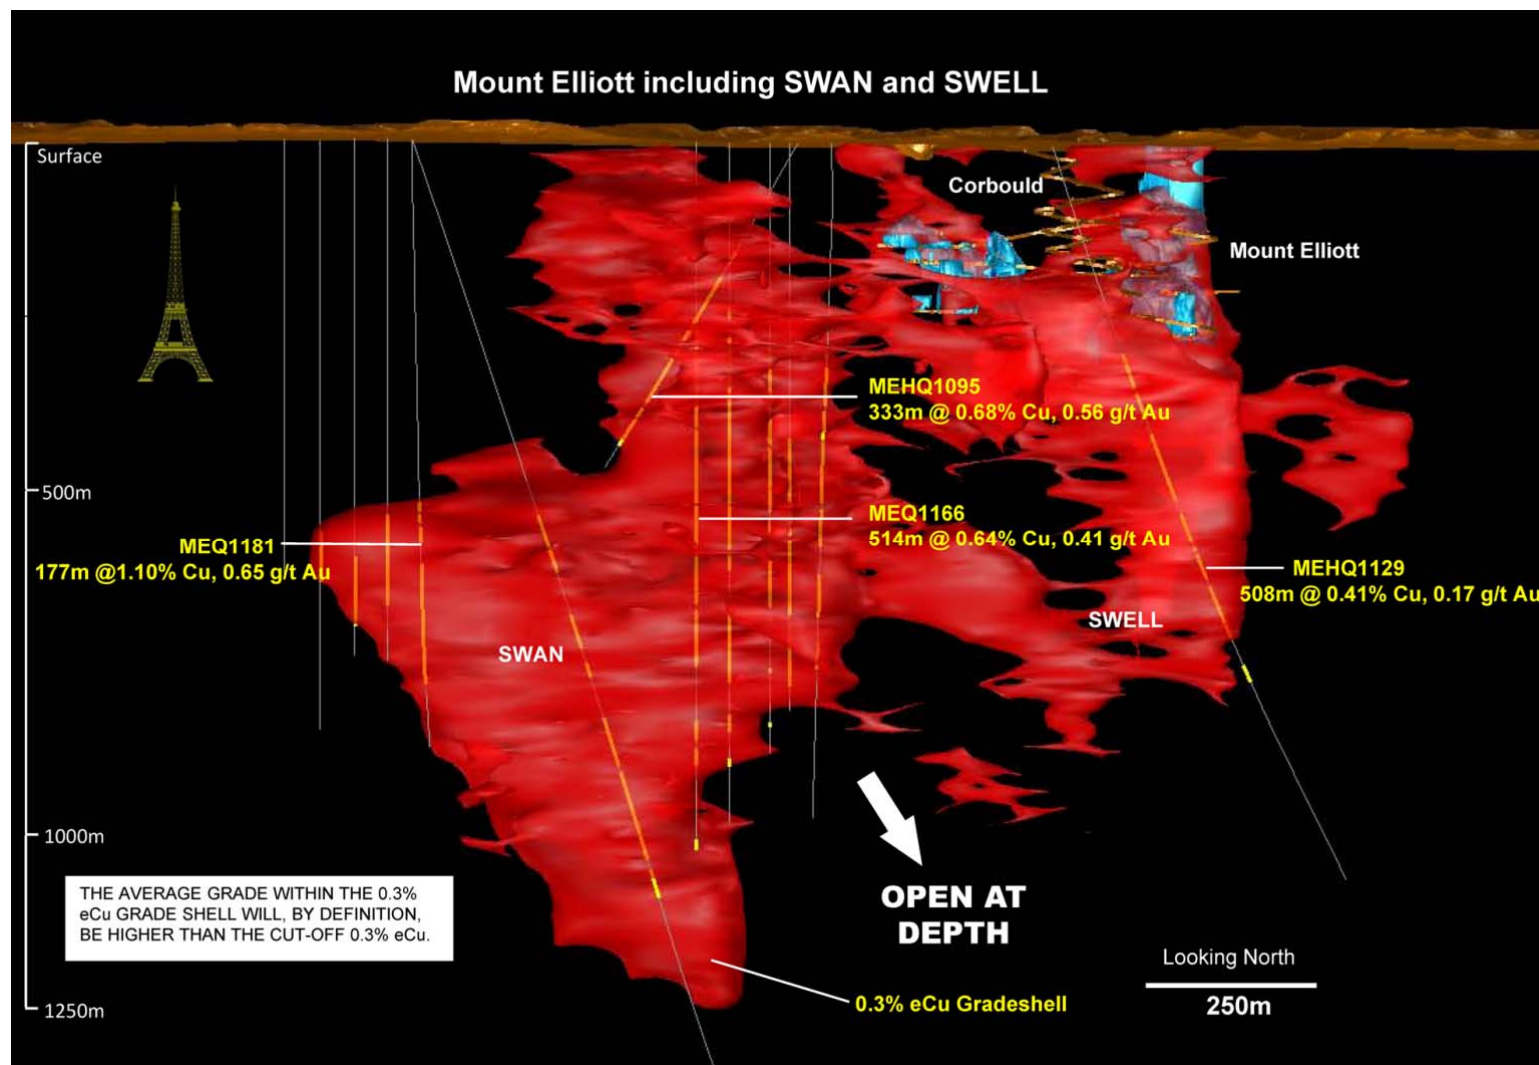 Mount Elliott including SWAN and SWELL
Surface
Corbould
Mount Elliott
MEHQ1095
333m @ 0.68% Cu, 0.56 g/t Au
500m
MEQ1166
514m @ 0.64% Cu, 0.41 g/t Au
MEQ1181
177m @1.10% Cu, 0.65 g/t Au
MEHQ1129
508m @ 0.41% Cu, 0.17 g/t Au
SWELL
SWAN
1000m
OPEN AT
DEPTH
THE AVERAGE GRADE WITHIN THE 0.3%
eCu GRADE SHELL WILL, BY DEFINITION,
BE HIGHER THAN THE CUT-OFF 0.3% eCu.
Looking North
250m
0.3% eCu Gradeshell
1250m